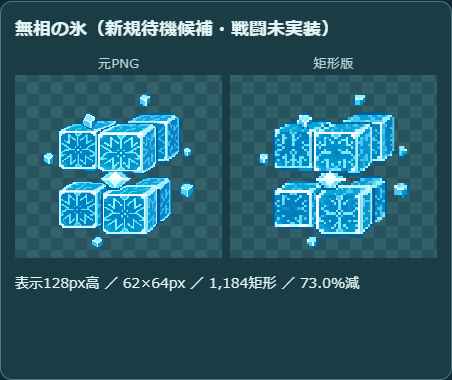 無相の氷（新規待機候補・戦闘未実装）
元PNG
矩形版
表示128px高 ／ 62×64px ／ 1,184矩形 ／ 73.0%減